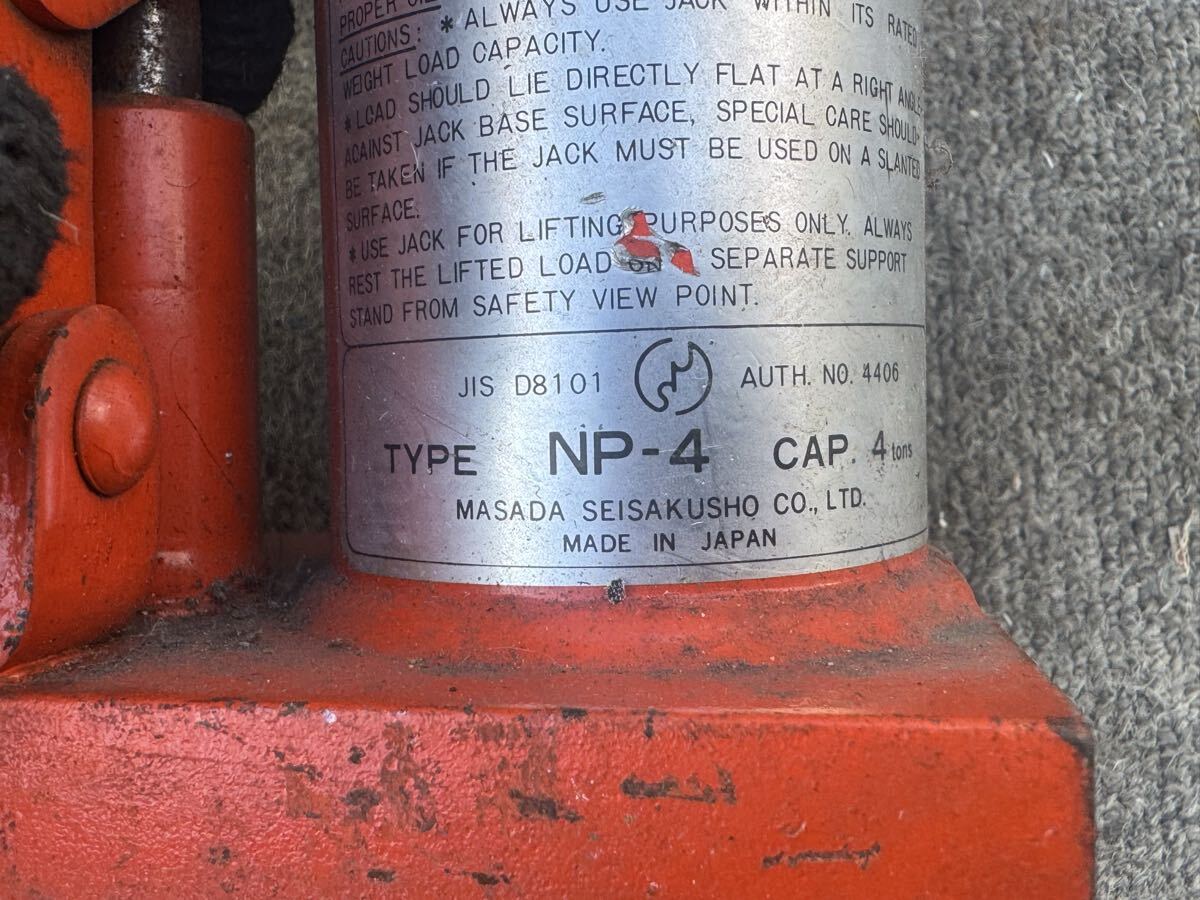 PROPER
CAUTIONS: *ALWAYS USE JACK WITHIN ITS RATED
WEIGHT LOAD CAPACITY.
*LOAD SHOULD LIE DIRECTLY FLAT AT A RIGHT ANGLE
AGAINST JACK BASE SURFACE, SPECIAL CARE SHOULD
BE TAKEN IF THE JACK MUST BE USED ON A SLANTED
SURFACE.
*USE JACK FOR LIFTING PURPOSES ONLY. ALWAYS
REST THE LIFTED LOAD ON SEPARATE SUPPORT
STAND FROM SAFETY VIEW POINT.
JIS D8101 AUTH. NO. 4406
TYPE NP-4 CAP. 4 tons
MASADA SEISAKUSHO CO., LTD.
MADE IN JAPAN